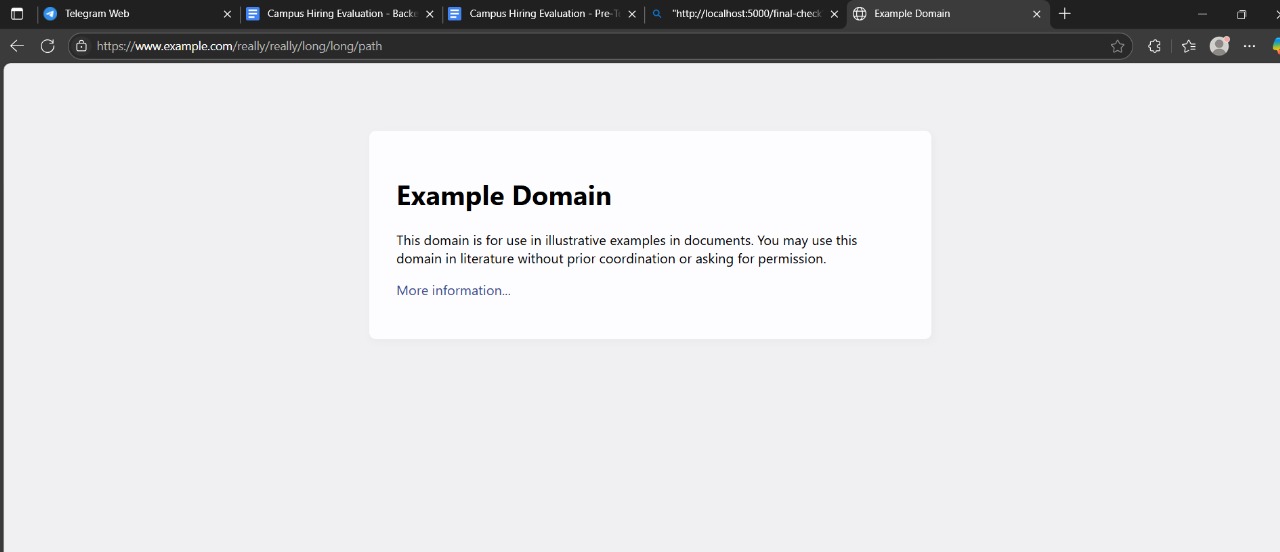 Telegram Web
Campus Hiring Evaluation - Backe
Campus Hiring Evaluation - Pre-T
"http://localhost:5000/final-check
Example Domain
https://www.example.com/really/really/long/long/path
Example Domain
This domain is for use in illustrative examples in documents. You may use this
domain in literature without prior coordination or asking for permission.
More information...